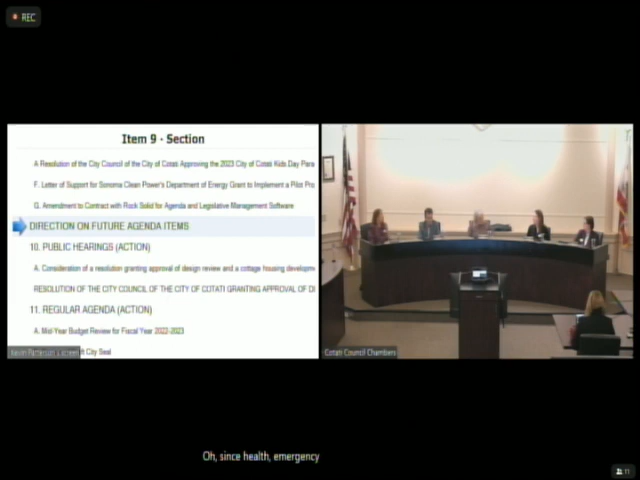 REC
Item 9 - Section
A Resolution of the City Council of the City of Cotati Approving the 2023 City of Cotati Kids Day Para
F. Letter of Support for Sonoma Clean Power's Department of Energy Grant to Implement a Pilot Pro
G. Amendment to Contract with Rock Solid for Agenda and Legislative Management Software
DIRECTION ON FUTURE AGENDA ITEMS
10. PUBLIC HEARINGS (ACTION)
A. Consideration of a resolution granting approval of design review and a cottage housing developm
RESOLUTION OF THE CITY COUNCIL OF THE CITY OF COTATI GRANTING APPROVAL OF DI
11. REGULAR AGENDA (ACTION)
A. Mid-Year Budget Review for Fiscal Year 2022-2023
Kevin Patterson's screen
City Seal
Cotati Council Chambers
Oh, since health, emergency
11